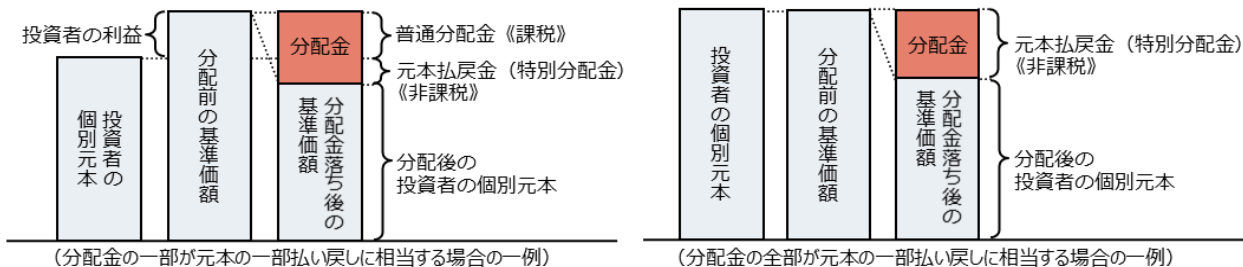 投資者の利益
投資者の
個別元本
分配前の基準価額
分配金
分配金落ち後の
基準価額
普通分配金《課税》
元本払戻金（特別分配金）
《非課税》
分配後の
投資者の個別元本
（分配金の一部が元本の一部払い戻しに相当する場合の一例）
投資者の個別元本
分配前の基準価額
分配金
分配金落ち後の
基準価額
元本払戻金（特別分配金）
《非課税》
分配後の
投資者の個別元本
（分配金の全部が元本の一部払い戻しに相当する場合の一例）